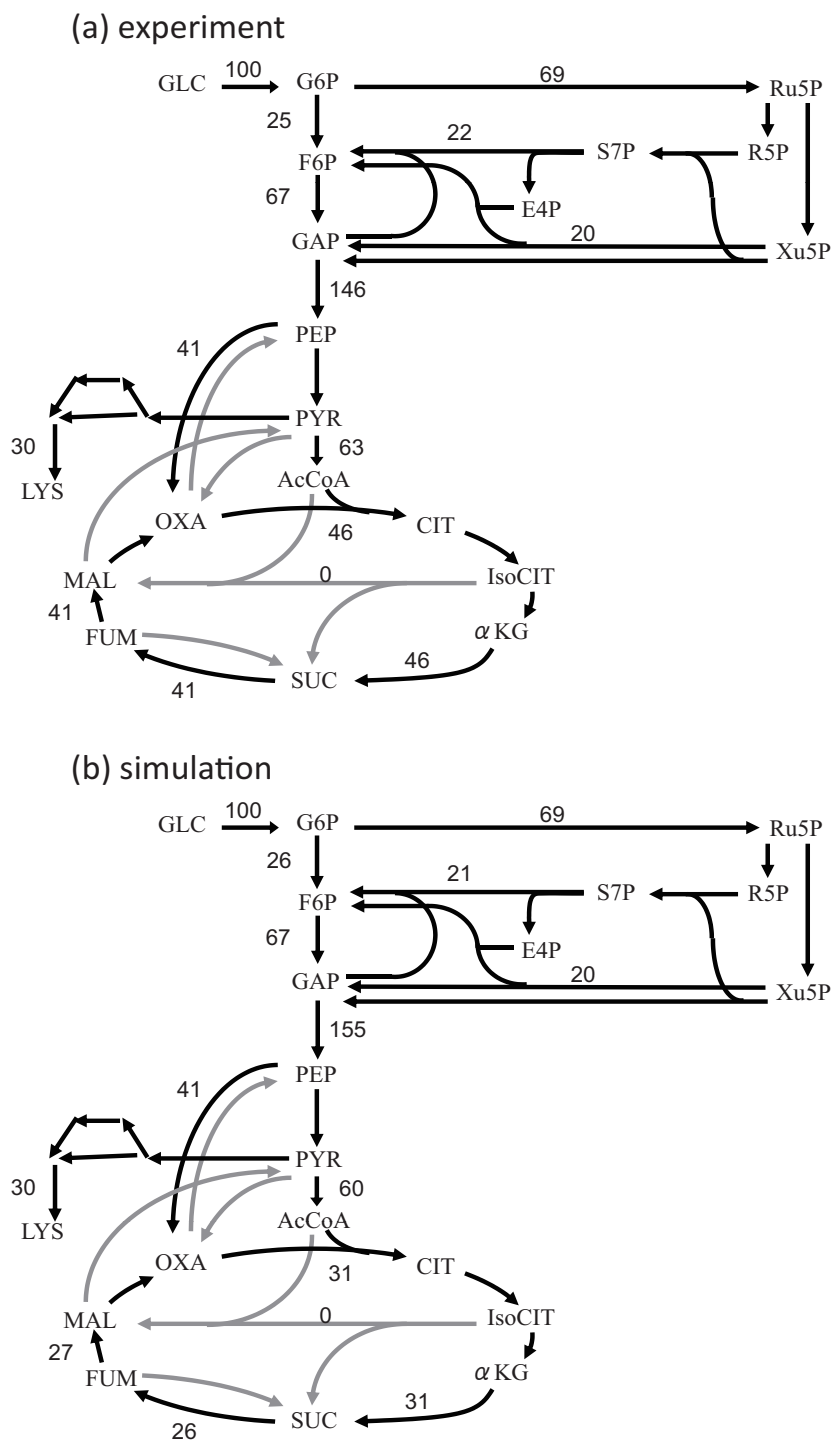 (a) experiment
GLC 100 G6P 69 Ru5P
25 22 S7P R5P
F6P
67 E4P
GAP 20 Xu5P
146
PEP
41
PYR
30 63
LYS AcCoA
OXA 46 CIT
MAL 0 IsoCIT
41 α KG
FUM 46
41 SUC
(b) simulation
GLC 100 G6P 69 Ru5P
26 21 S7P R5P
F6P
67 E4P
GAP 20 Xu5P
155
PEP
41
PYR
30 60
LYS AcCoA
OXA 31 CIT
MAL 0 IsoCIT
27 α KG
FUM 31
26 SUC